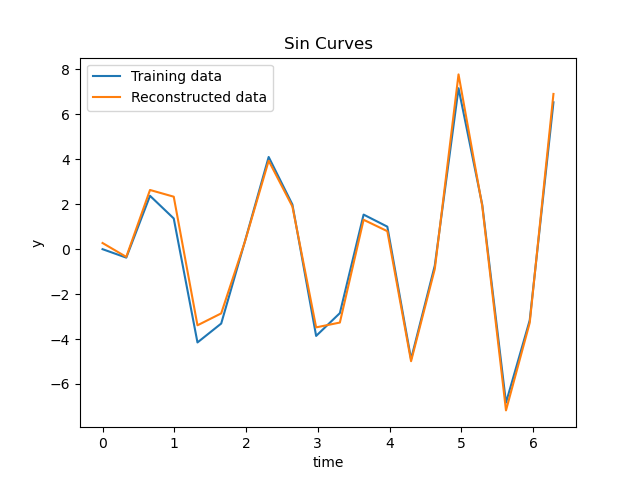 Sin Curves
Training data
Reconstructed data
8
6
4
2
0
−2
−4
−6
y
0 1 2 3 4 5 6
time